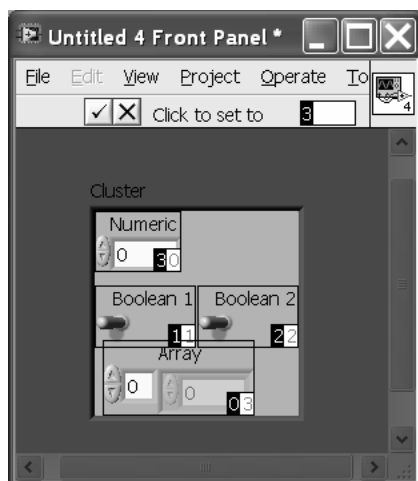 Untitled 4 Front Panel *
File Edit View Project Operate To
Click to set to 3
4
Cluster
Numeric
0 3 0
Boolean 1 Boolean 2
1 1 2 2
Array
0 0 0 3